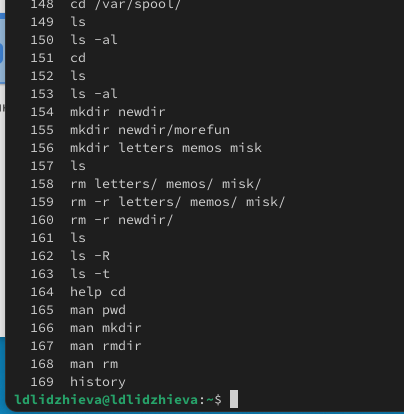 148 cd /var/spool/
149 ls
150 ls -al
151 cd
152 ls
153 ls -al
154 mkdir newdir
155 mkdir newdir/morefun
156 mkdir letters memos misk
157 ls
158 rm letters/ memos/ misk/
159 rm -r letters/ memos/ misk/
160 rm -r newdir/
161 ls
162 ls -R
163 ls -t
164 help cd
165 man pwd
166 man mkdir
167 man rmdir
168 man rm
169 history
ldlidzhieva@ldlidzhieva:~$